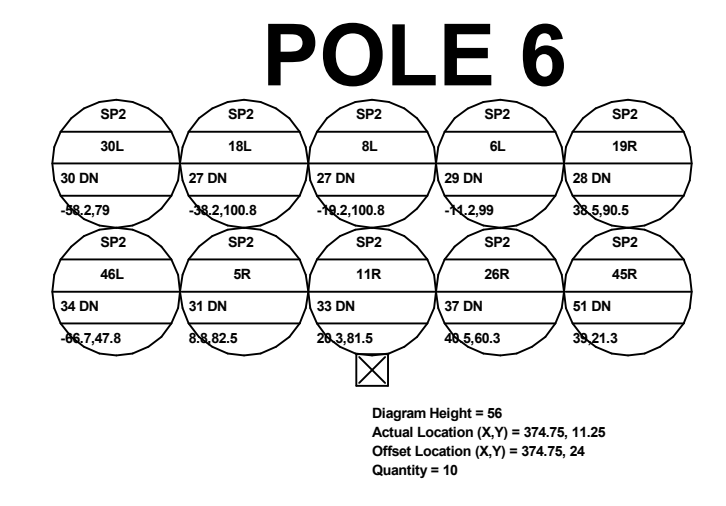 POLE 6
SP2 SP2 SP2 SP2 SP2
30L 18L 8L 6L 19R
30 DN 27 DN 27 DN 29 DN 28 DN
-58.2,79 -38.2,100.8 -19.2,100.8 -11.2,99 38.5,90.5
SP2 SP2 SP2 SP2 SP2
46L 5R 11R 26R 45R
34 DN 31 DN 33 DN 37 DN 51 DN
-66.7,47.8 8.8,82.5 20.3,81.5 40.5,60.3 39,21.3
Diagram Height = 56
Actual Location (X,Y) = 374.75, 11.25
Offset Location (X,Y) = 374.75, 24
Quantity = 10